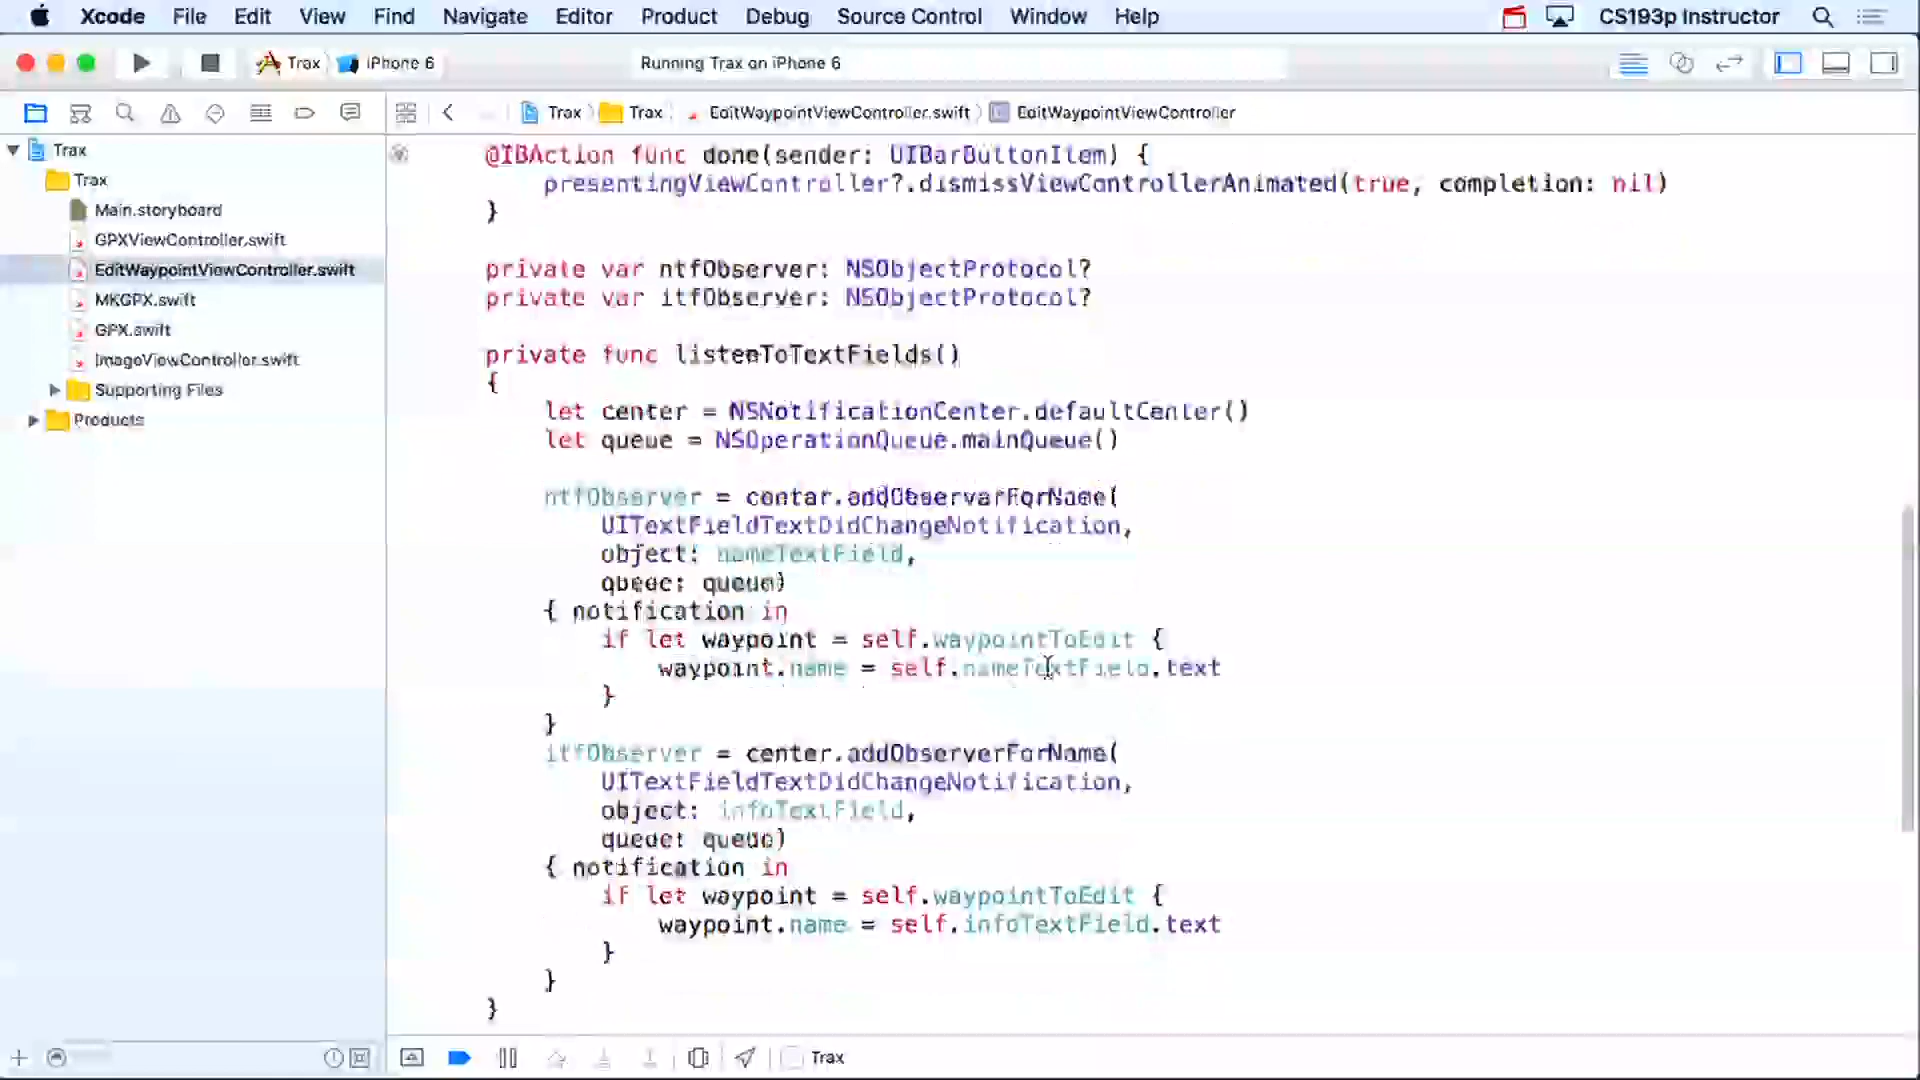 Xcode File Edit View Find Navigate Editor Product Debug Source Control Window Help CS193p Instructor
Trax iPhone 6 Running Trax on iPhone 6
Trax Trax EditWaypointViewController.swift EditWaypointViewController
Trax
Trax
Main.storyboard
GPXViewController.swift
EditWaypointViewController.swift
MKGPX.swift
GPX.swift
ImageViewController.swift
Supporting Files
Products
@IBAction func done(sender: UIBarButtonItem) {
presentingViewController?.dismissViewControllerAnimated(true, completion: nil)
}
private var ntfObserver: NSObjectProtocol?
private var itfObserver: NSObjectProtocol?
private func listenToTextFields()
{
let center = NSNotificationCenter.defaultCenter()
let queue = NSOperationQueue.mainQueue()
ntfObserver = center.addObserverForName(
UITextFieldTextDidChangeNotification,
object: nameTextField,
queue: queue)
{ notification in
if let waypoint = self.waypointToEdit {
waypoint.name = self.nameTextField.text
}
}
itfObserver = center.addObserverForName(
UITextFieldTextDidChangeNotification,
object: infoTextField,
queue: queue)
{ notification in
if let waypoint = self.waypointToEdit {
waypoint.name = self.infoTextField.text
}
}
}
Trax